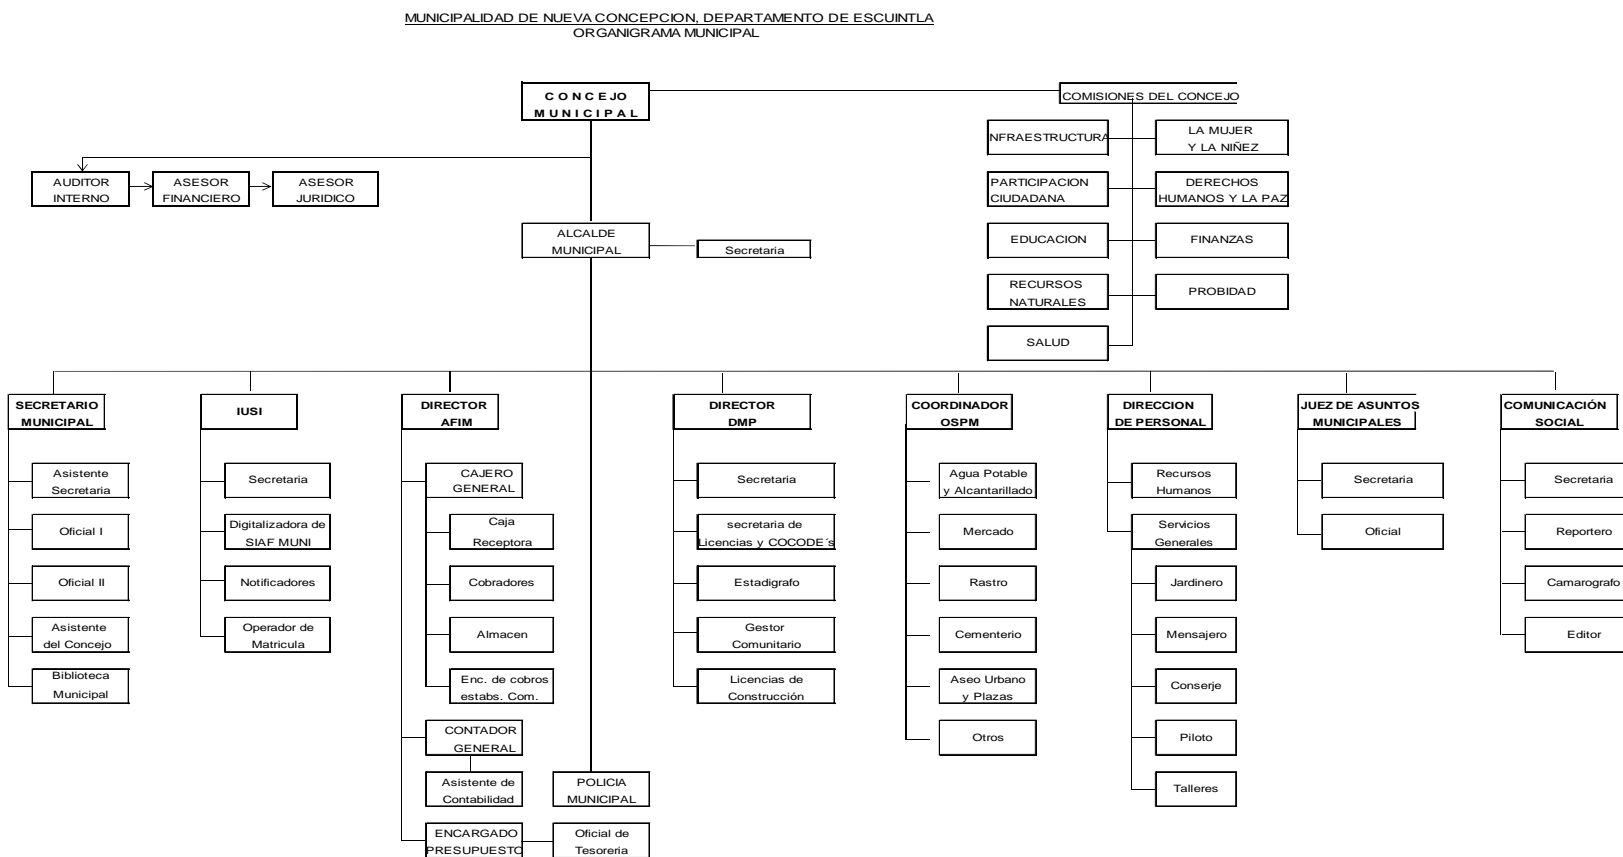 MUNICIPALIDAD DE NUEVA CONCEPCION, DEPARTAMENTO DE ESCUINTLA
ORGANIGRAMA MUNICIPAL
CONCEJO
MUNICIPAL
COMISIONES DEL CONCEJO
NFRAESTRUCTURA
LA MUJER
Y LA NIÑEZ
AUDITOR
INTERNO
ASESOR
FINANCIERO
ASESOR
JURIDICO
PARTICIPACION
CIUDADANA
DERECHOS
HUMANOS Y LA PAZ
ALCALDE
MUNICIPAL
Secretaria
EDUCACION
FINANZAS
RECURSOS
NATURALES
PROBIDAD
SALUD
SECRETARIO
MUNICIPAL
Asistente
Secretaria
Oficial I
Oficial II
Asistente
del Concejo
Biblioteca
Municipal
IUSI
Secretaria
Digitalizadora de
SIAF MUNI
Notificadores
Operador de
Matricula
DIRECTOR
AFIM
CAJERO
GENERAL
Caja
Receptora
Cobradores
Almacen
Enc. de cobros
estabs. Com.
CONTADOR
GENERAL
Asistente de
Contabilidad
ENCARGADO
PRESUPUESTO
Oficial de
Tesoreria
POLICIA
MUNICIPAL
DIRECTOR
DMP
Secretaria
secretaria de
Licencias y COCODE´s
Estadigrafo
Gestor
Comunitario
Licencias de
Construcción
COORDINADOR
OSPM
Agua Potable
y Alcantarillado
Mercado
Rastro
Cementerio
Aseo Urbano
y Plazas
Otros
DIRECCION
DE PERSONAL
Recursos
Humanos
Servicios
Generales
Jardinero
Mensajero
Conserje
Piloto
Talleres
JUEZ DE ASUNTOS
MUNICIPALES
Secretaria
Oficial
COMUNICACIÓN
SOCIAL
Secretaria
Reportero
Camarografo
Editor